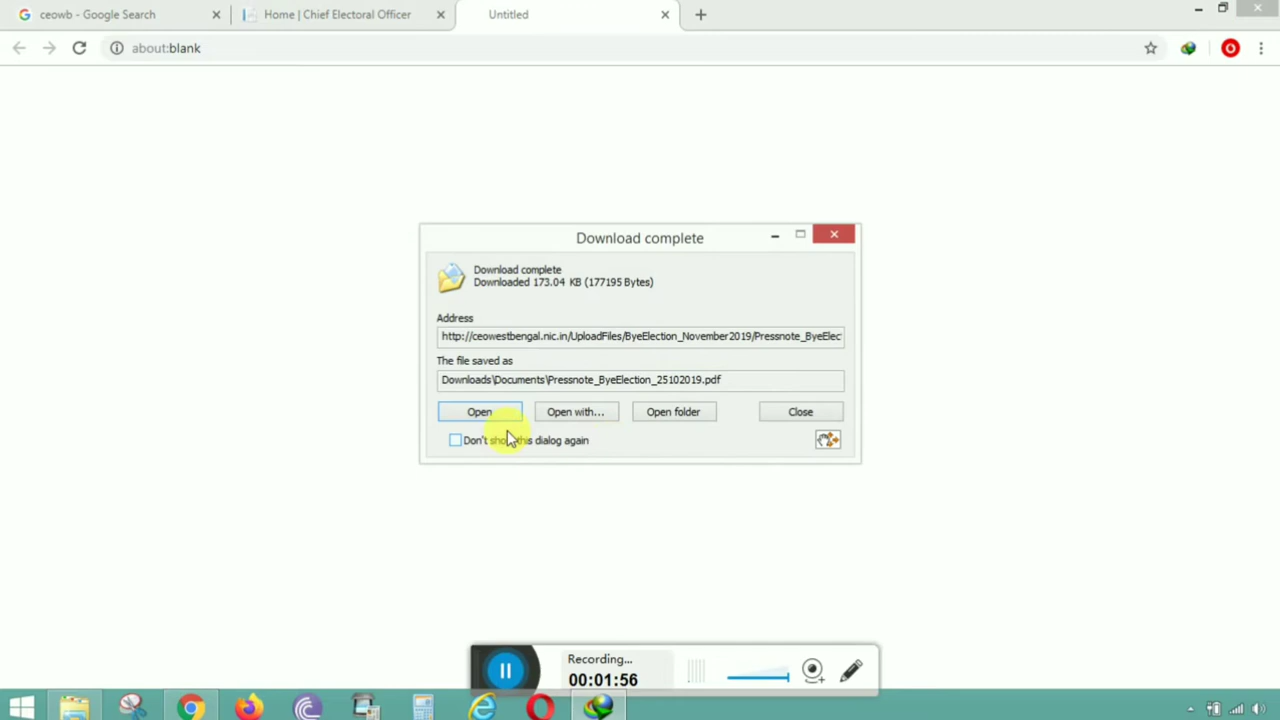 ceowb - Google Search
Home | Chief Electoral Officer
Untitled
about:blank
Download complete
Download complete
Downloaded 173.04 KB (177195 Bytes)
Address
http://ceowestbengal.nic.in/UploadFiles/ByeElection_November2019/Pressnote_ByeElec
The file saved as
Downloads\Documents\Pressnote_ByeElection_25102019.pdf
Open
Open with...
Open folder
Close
Don't show this dialog again
Recording...
00:01:56